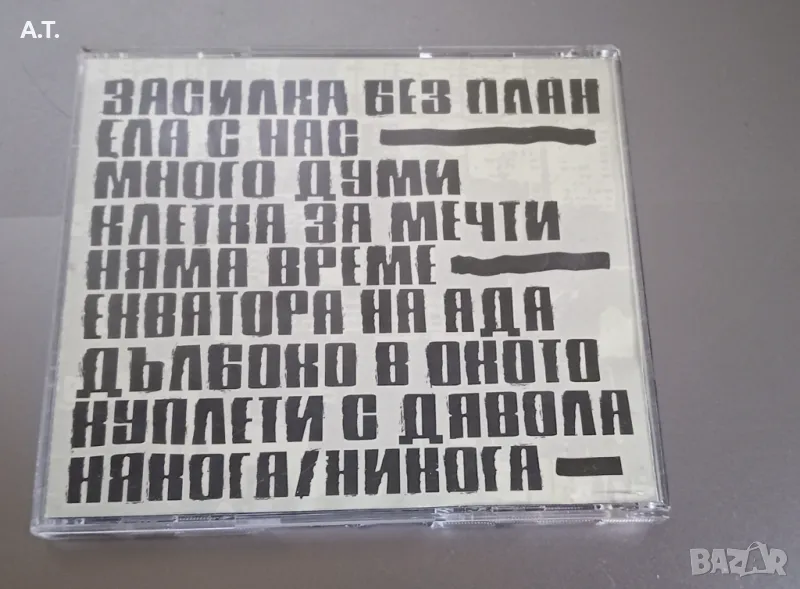 A.T.
ЗАСИЛКА БЕЗ ПЛАН
ЕЛА С НАС
МНОГО ДУМИ
КЛЕТКА ЗА МЕЧТИ
НЯМА ВРЕМЕ
ЕКВАТОРА НА АДА
ДЪЛБОКО В ОКОТО
КУПЛЕТИ С ДЯВОЛА
НЯКОГА/НИКОГА
BAZAR